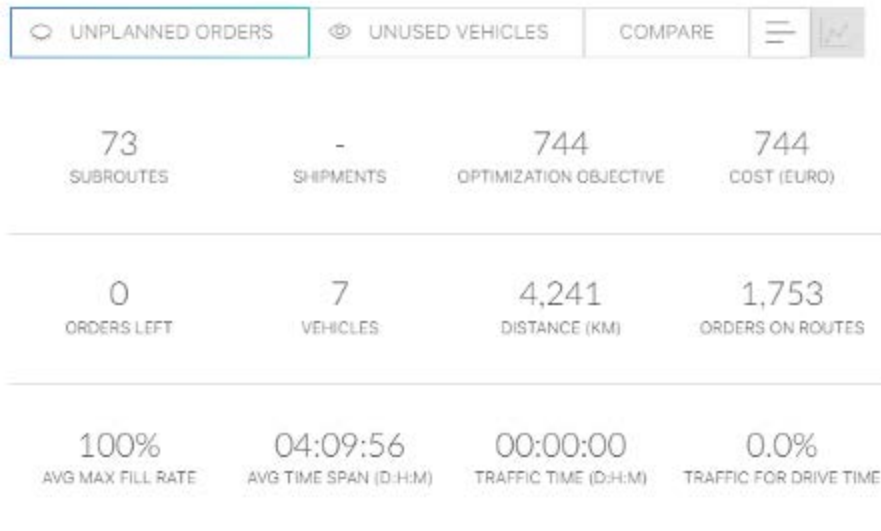 UNPLANNED ORDERS UNUSED VEHICLES COMPARE
73 - 744 744
SUBROUTES SHIPMENTS OPTIMIZATION OBJECTIVE COST (EURO)
0 7 4,241 1,753
ORDERS LEFT VEHICLES DISTANCE (KM) ORDERS ON ROUTES
100% 04:09:56 00:00:00 0.0%
AVG MAX FILL RATE AVG TIME SPAN (D:H:M) TRAFFIC TIME (D:H:M) TRAFFIC FOR DRIVE TIME